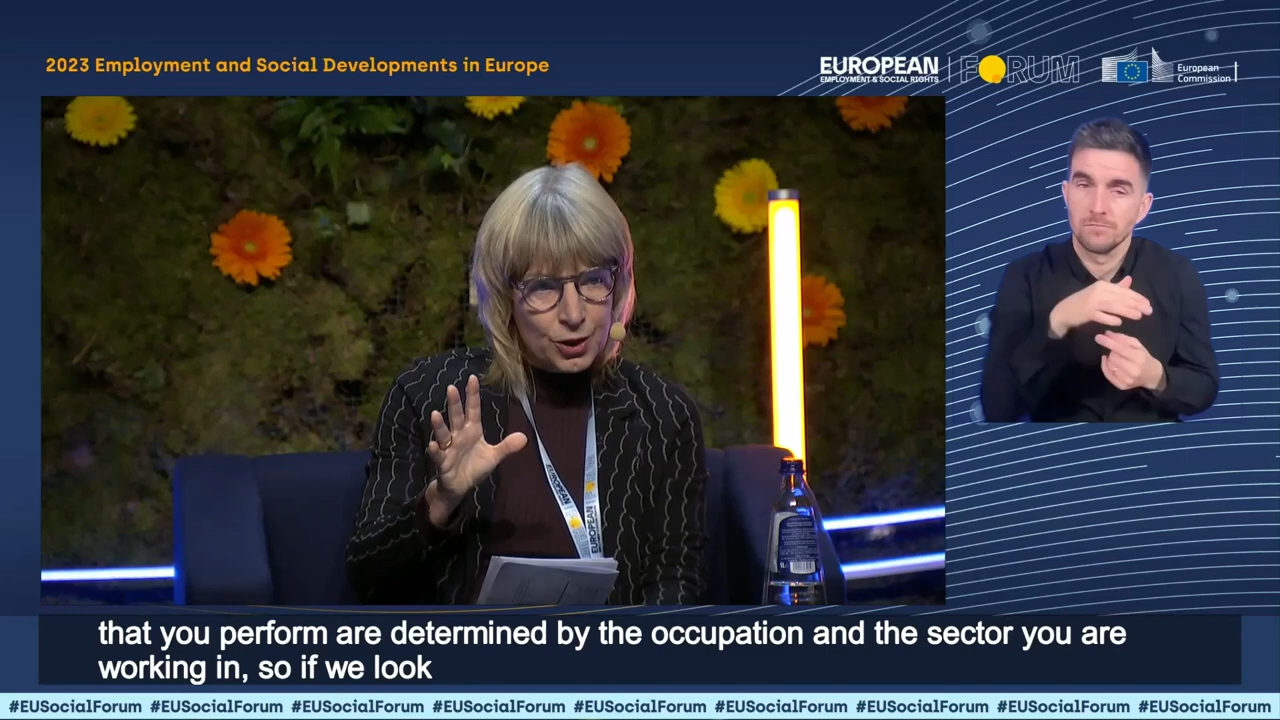 2023 Employment and Social Developments in Europe
EUROPEAN
EMPLOYMENT & SOCIAL RIGHTS
FORUM
European
Commission
EUROPEAN
EUROPEAN
that you perform are determined by the occupation and the sector you are
working in, so if we look
#EUSocialForum #EUSocialForum #EUSocialForum #EUSocialForum #EUSocialForum #EUSocialForum #EUSocialForum #EUSocialForum #EUSocialForum